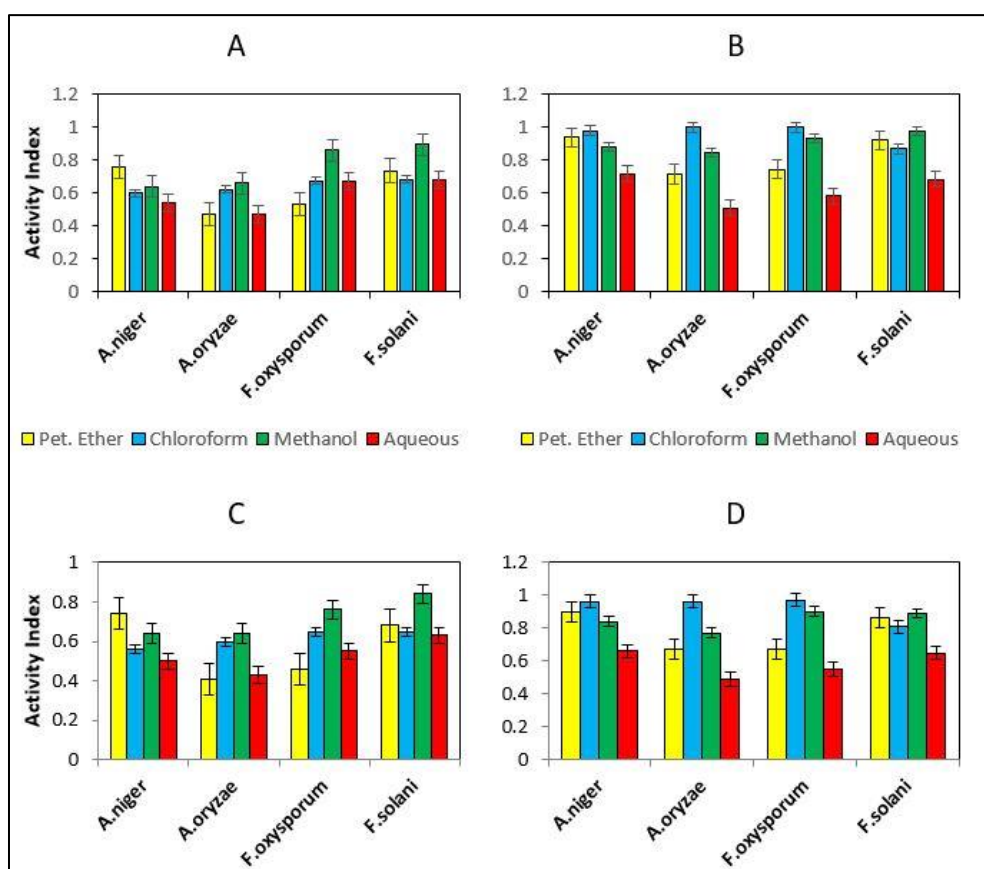 A
B
Activity Index
1.2
1
0.8
0.6
0.4
0.2
0
1.2
1
0.8
0.6
0.4
0.2
0
A.niger
A.oryzae
F.oxysporum
F.solani
A.niger
A.oryzae
F.oxysporum
F.solani
Pet. Ether Chloroform Methanol Aqueous
Pet. Ether Chloroform Methanol Aqueous
C
D
Activity Index
1
0.8
0.6
0.4
0.2
0
1.2
1
0.8
0.6
0.4
0.2
0
A.niger
A.oryzae
F.oxysporum
F.solani
A.niger
A.oryzae
F.oxysporum
F.solani